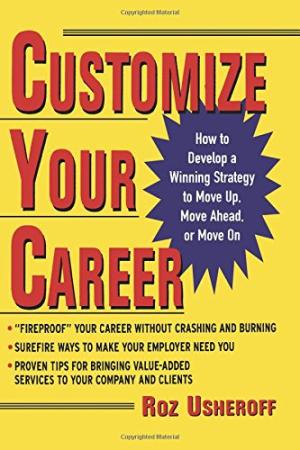 CUSTOMIZE
YOUR
CAREER
How to
Develop a
Winning Strategy
to Move Up,
Move Ahead,
or Move On
• "FIREPROOF" YOUR CAREER WITHOUT CRASHING AND BURNING
• SUREFIRE WAYS TO MAKE YOUR EMPLOYER NEED YOU
• PROVEN TIPS FOR BRINGING VALUE-ADDED
SERVICES TO YOUR COMPANY AND CLIENTS
ROZ USHEROFF